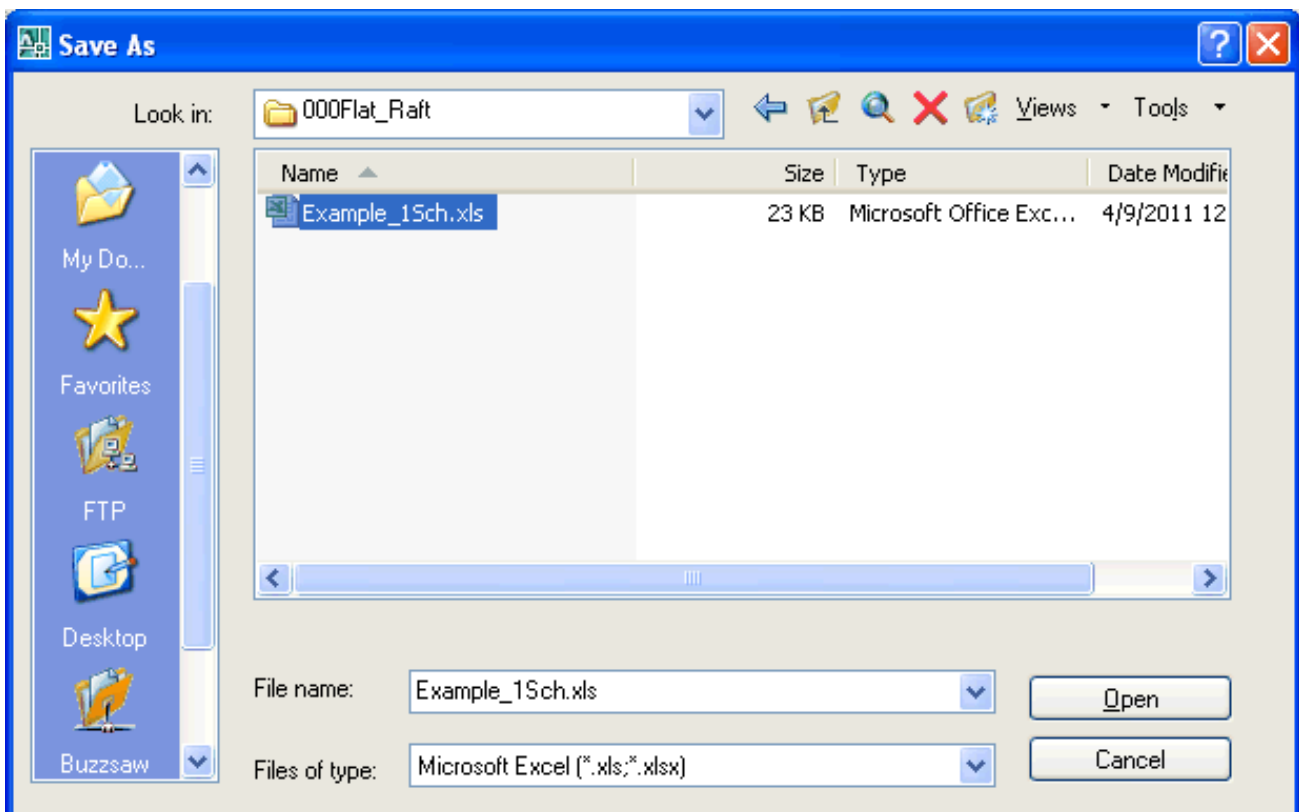 Save As
Look in: 000Flat_Raft Views Tools
Name Size Type Date Modifie
Example_1Sch.xls 23 KB Microsoft Office Exc... 4/9/2011 12
My Do...
Favorites
FTP
Desktop
Buzzsaw
File name: Example_1Sch.xls Open
Files of type: Microsoft Excel (*.xls;*.xlsx) Cancel